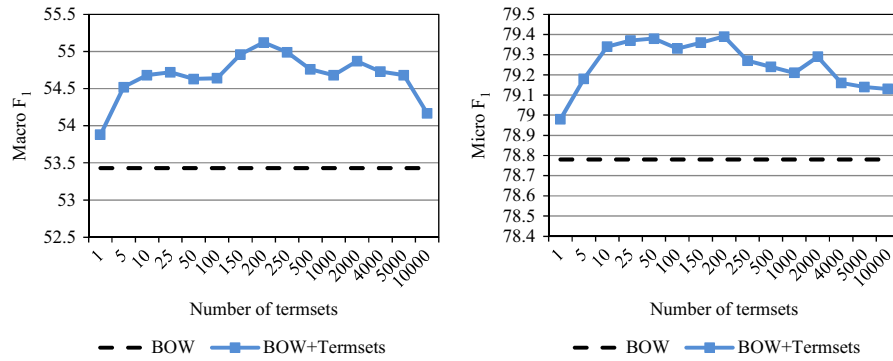 55.5
55
54.5
54
53.5
53
52.5
Macro F1
1 5 10 25 50 100 150 200 250 500 1000 2000 4000 5000 10000
Number of termsets
BOW BOW+Termsets
79.5
79.4
79.3
79.2
79.1
79
78.9
78.8
78.7
78.6
78.5
78.4
Micro F1
1 5 10 25 50 100 150 200 250 500 1000 2000 4000 5000 10000
Number of termsets
BOW BOW+Termsets